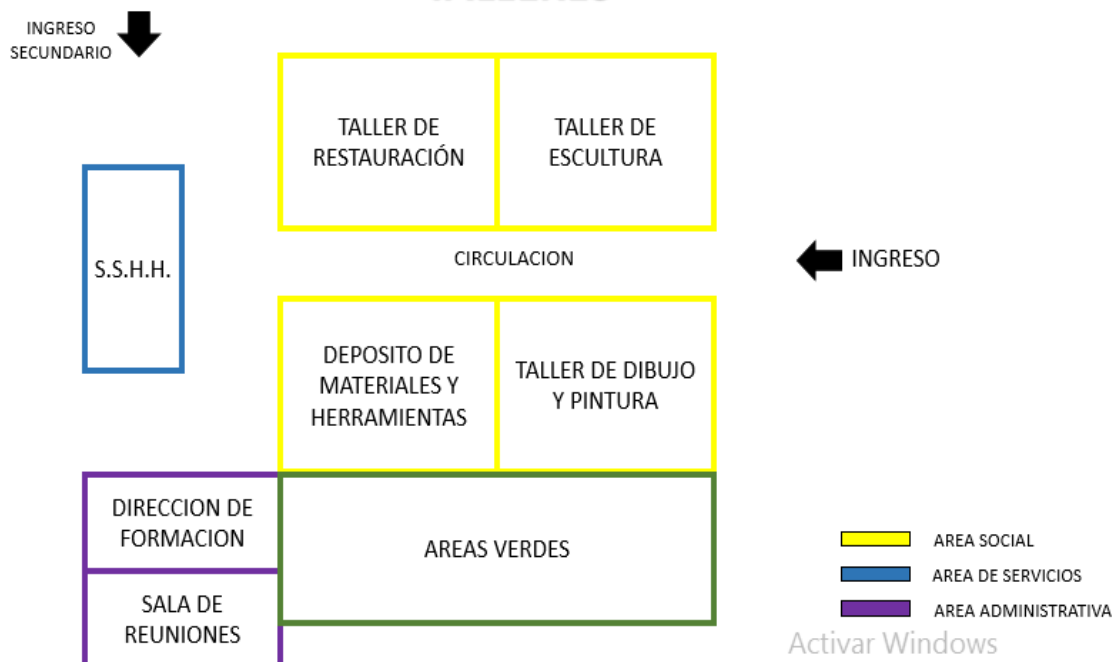 INGRESO
SECUNDARIO
TALLER DE
RESTAURACIÓN
TALLER DE
ESCULTURA
S.S.H.H.
CIRCULACION
INGRESO
DEPOSITO DE
MATERIALES Y
HERRAMIENTAS
TALLER DE DIBUJO
Y PINTURA
DIRECCION DE
FORMACION
AREAS VERDES
SALA DE
REUNIONES
AREA SOCIAL
AREA DE SERVICIOS
AREA ADMINISTRATIVA
Activar Windows